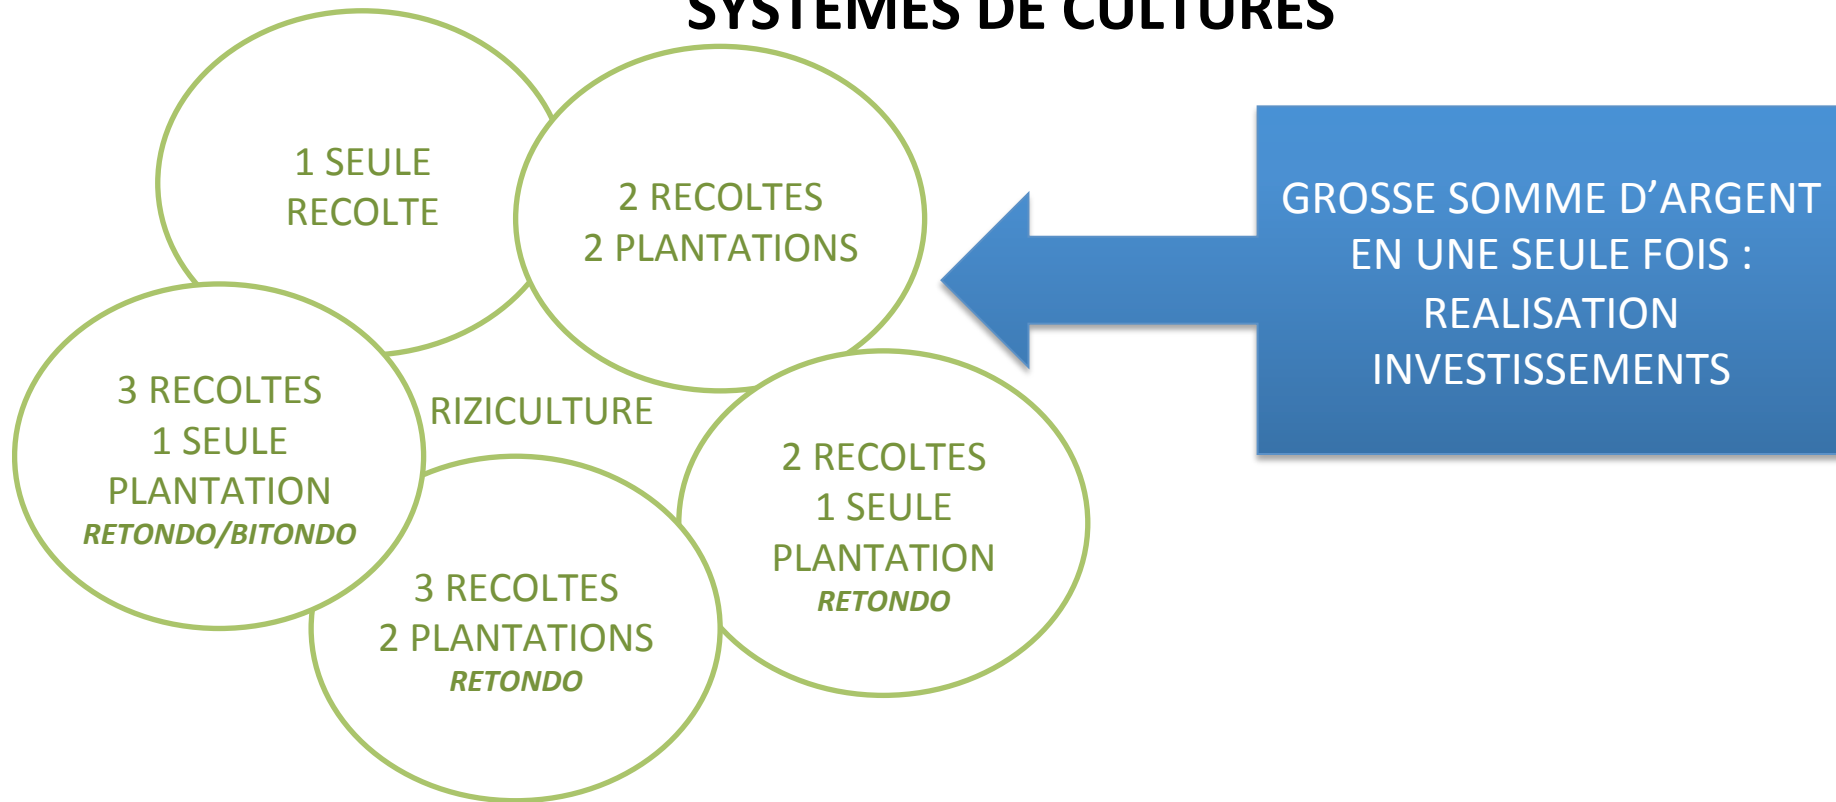 SYSTEMES DE CULTURES
1 SEULE
RECOLTE
2 RECOLTES
2 PLANTATIONS
GROSSE SOMME D’ARGENT
EN UNE SEULE FOIS :
REALISATION
INVESTISSEMENTS
3 RECOLTES
1 SEULE
PLANTATION
RETONDO/BITONDO
RIZICULTURE
2 RECOLTES
1 SEULE
PLANTATION
RETONDO
3 RECOLTES
2 PLANTATIONS
RETONDO